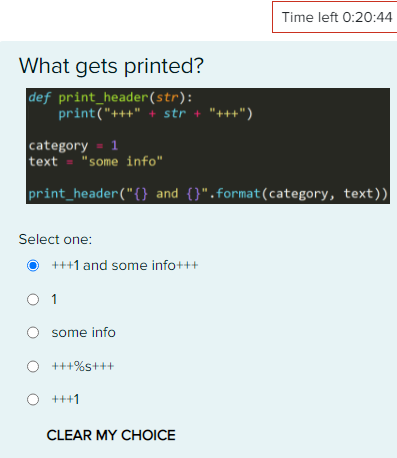 Time left 0:20:44
What gets printed?
def print_header(str):
    print("+++" + str + "+++")
category = 1
text = "some info"
print_header("{} and {}".format(category, text))
Select one:
+++1 and some info+++
1
some info
+++%s+++
+++1
CLEAR MY CHOICE